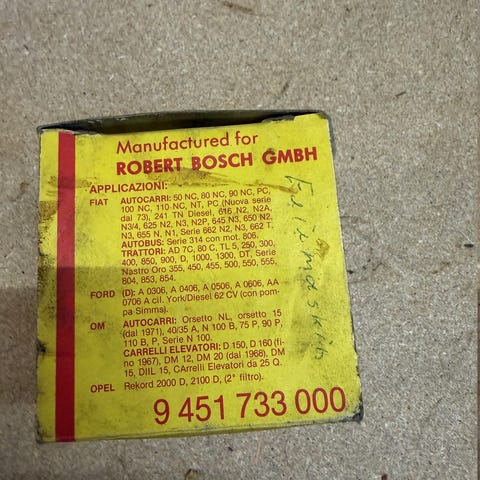 Manufactured for
ROBERT BOSCH GMBH
APPLICAZIONI:
FIAT AUTOCARRI: 50 NC, 80 NC, 90 NC, PC,
100 NC, 110 NC, NT, PC (Nuova serie
dal 73), 241 TN Diesel, 616 N2, N2A,
N3/4, 625 N2, N3, N2P, 645 N3, 650 N2,
N3, 655 N, N1, Serie 662 N2, N3, 662 T,
AUTOBUS: Serie 314 con mot. 806.
TRATTORI: AD 7C, 80 C, TL 5, 250, 300,
400, 850, 900, D, 1000, 1300, DT, Serie
Nastro Oro 355, 450, 455, 500, 550, 555,
804, 853, 854.
FORD (D): A 0306, A 0406, A 0506, A 0606, AA
0706 A cil. York/Diesel 62 CV (con pom-
pa Simms).
OM AUTOCARRI: Orsetto NL, orsetto 15
(dal 1971), 40/35 A, N 100 B, 75 P, 90 P,
110 B, P, Serie N 100.
CARRELLI ELEVATORI: D.150, D.160 (fi-
no 1967), DM 12, DM 20 (dal 1968), DM
15, DIIL 15, CArrelli Elevatori da 25 Q.
OPEL Rekord 2000 D, 2100 D, (2° filtro).
9 451 733 000